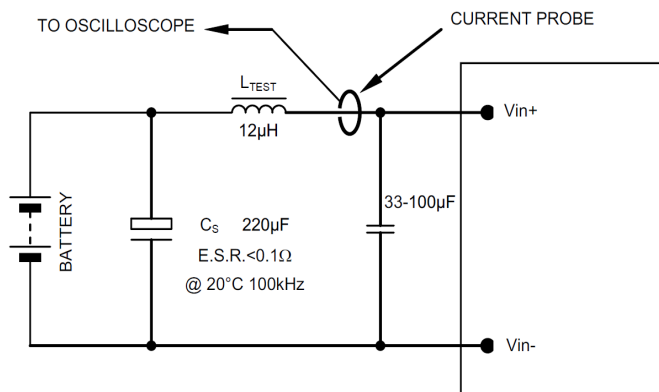 TO OSCILLOSCOPE
CURRENT PROBE
LTEST
12µH
Vin+
BATTERY
CS 220µF
E.S.R.<0.1Ω
@ 20°C 100kHz
33-100µF
Vin-